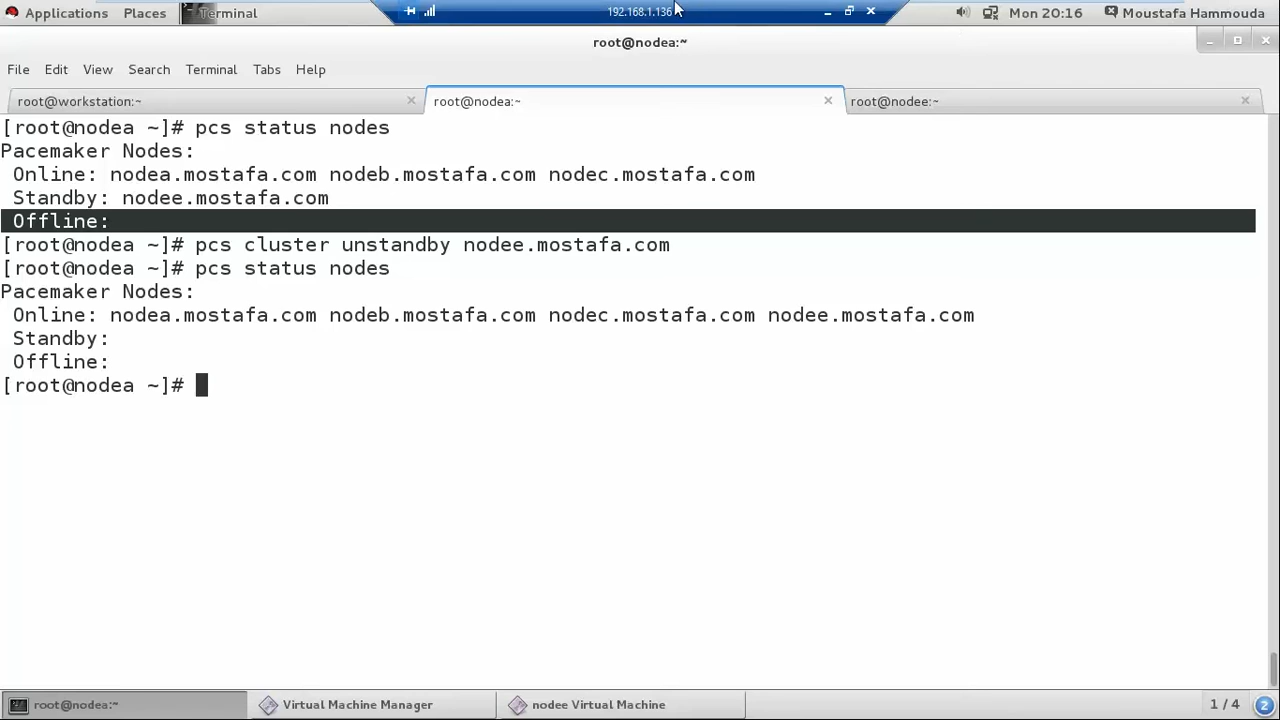 Applications Places Terminal 192.168.1.136 Mon 20:16 Moustafa Hammouda
root@nodea:~
File Edit View Search Terminal Tabs Help
root@workstation:~ root@nodea:~ root@nodee:~
[root@nodea ~]# pcs status nodes
Pacemaker Nodes:
 Online: nodea.mostafa.com nodeb.mostafa.com nodec.mostafa.com
 Standby: nodee.mostafa.com
 Offline:
[root@nodea ~]# pcs cluster unstandby nodee.mostafa.com
[root@nodea ~]# pcs status nodes
Pacemaker Nodes:
 Online: nodea.mostafa.com nodeb.mostafa.com nodec.mostafa.com nodee.mostafa.com
 Standby:
 Offline:
[root@nodea ~]#
root@nodea:~ Virtual Machine Manager nodee Virtual Machine 1 / 4 2